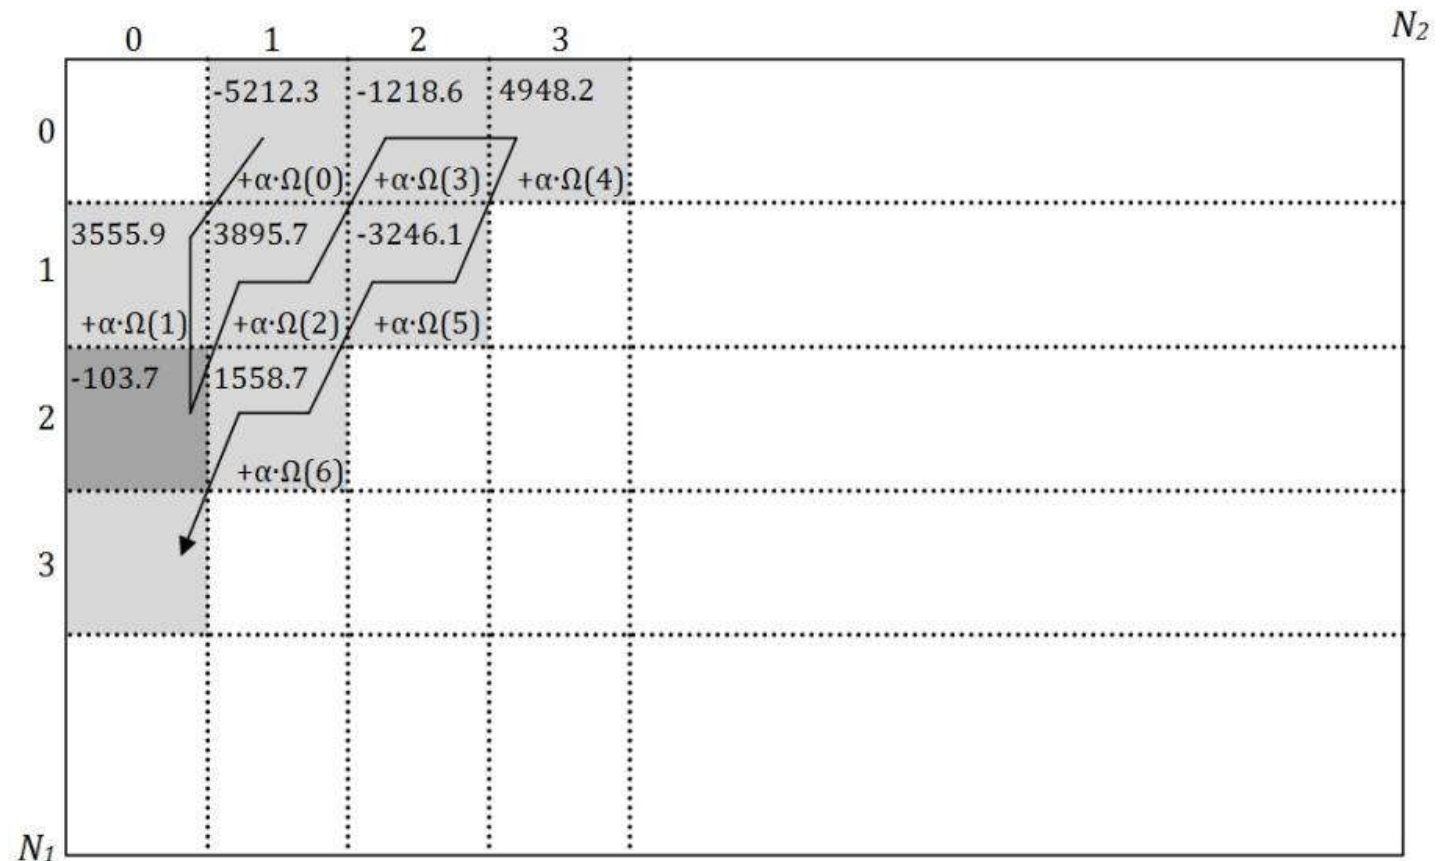 N₂
0 1 2 3
-5212.3 -1218.6 4948.2
0
+α·Ω(0) +α·Ω(3) +α·Ω(4)
3555.9 3895.7 -3246.1
1
+α·Ω(1) +α·Ω(2) +α·Ω(5)
-103.7 1558.7
2
+α·Ω(6)
3
N₁